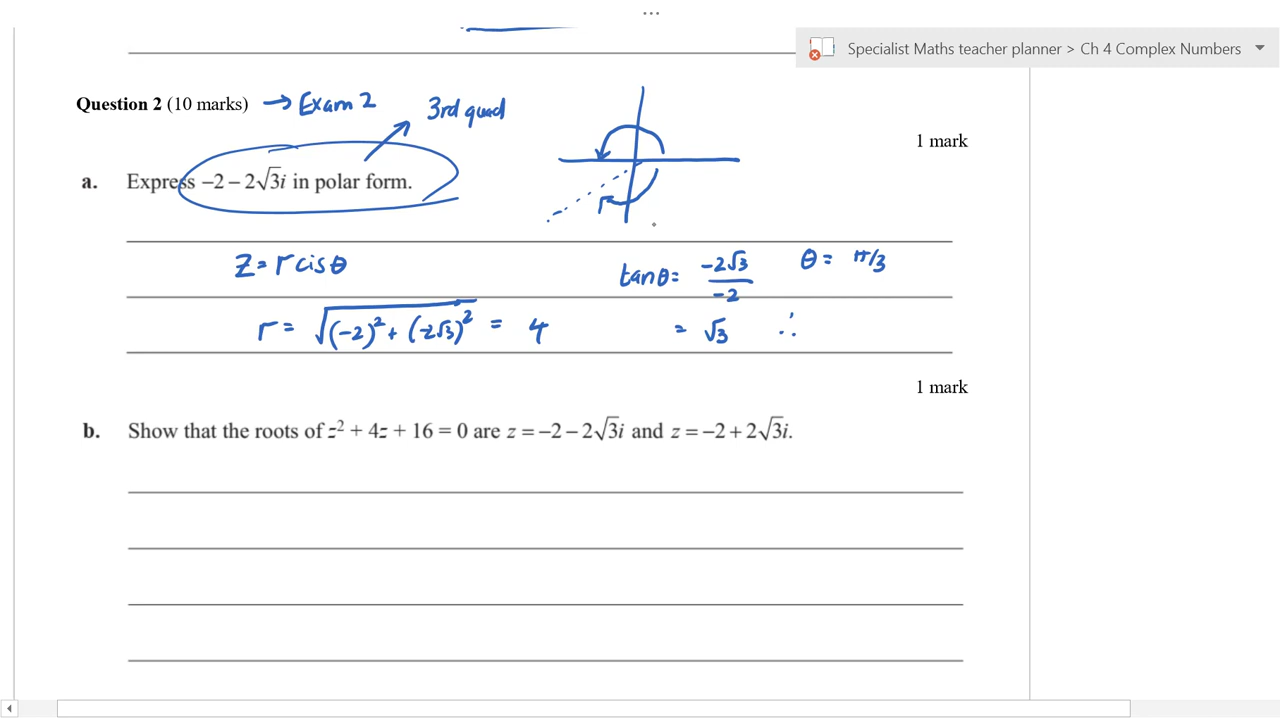 Specialist Maths teacher planner > Ch 4 Complex Numbers
Question 2 (10 marks) → Exam 2
3rd quad
1 mark
a. Express −2 − 2√3i in polar form.
z = r cis θ
tan θ = -2√3 / -2
θ = π/3
r = √(-2)² + (-2√3)² = 4
= √3 ∴
1 mark
b. Show that the roots of z² + 4z + 16 = 0 are z = −2 − 2√3i and z = −2 + 2√3i.